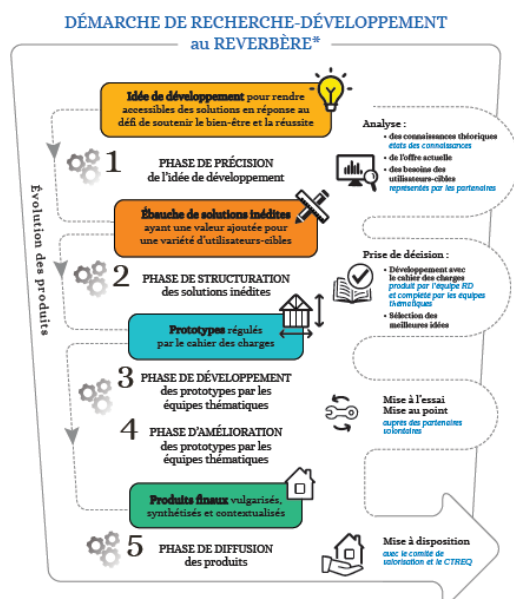 DÉMARCHE DE RECHERCHE-DÉVELOPPEMENT
au REVERBÈRE*
Idée de développement pour rendre
accessibles des solutions en réponse au
défi de soutenir le bien-être et la réussite
Analyse :
• des connaissances théoriques
états des connaissances
• de l'offre actuelle
• des besoins des
utilisateurs-cibles
représentés par les partenaires
1
PHASE DE PRÉCISION
de l'idée de développement
Évolution des produits
Ébauche de solutions inédites
ayant une valeur ajoutée pour
une variété d'utilisateurs-cibles
Prise de décision :
• Développement avec
le cahier des charges
produit par l'équipe RD
et complété par les équipes
thématiques
• Sélection des
meilleures idées
2
PHASE DE STRUCTURATION
des solutions inédites
Prototypes régulés
par le cahier des charges
3
PHASE DE DÉVELOPPEMENT
des prototypes par les
équipes thématiques
Mise à l'essai
Mise au point
auprès des partenaires
volontaires
4
PHASE D'AMÉLIORATION
des prototypes par les
équipes thématiques
Produits finaux vulgarisés,
synthétisés et contextualisés
5
PHASE DE DIFFUSION
des produits
Mise à disposition
avec le comité de
valorisation et le CTREQ